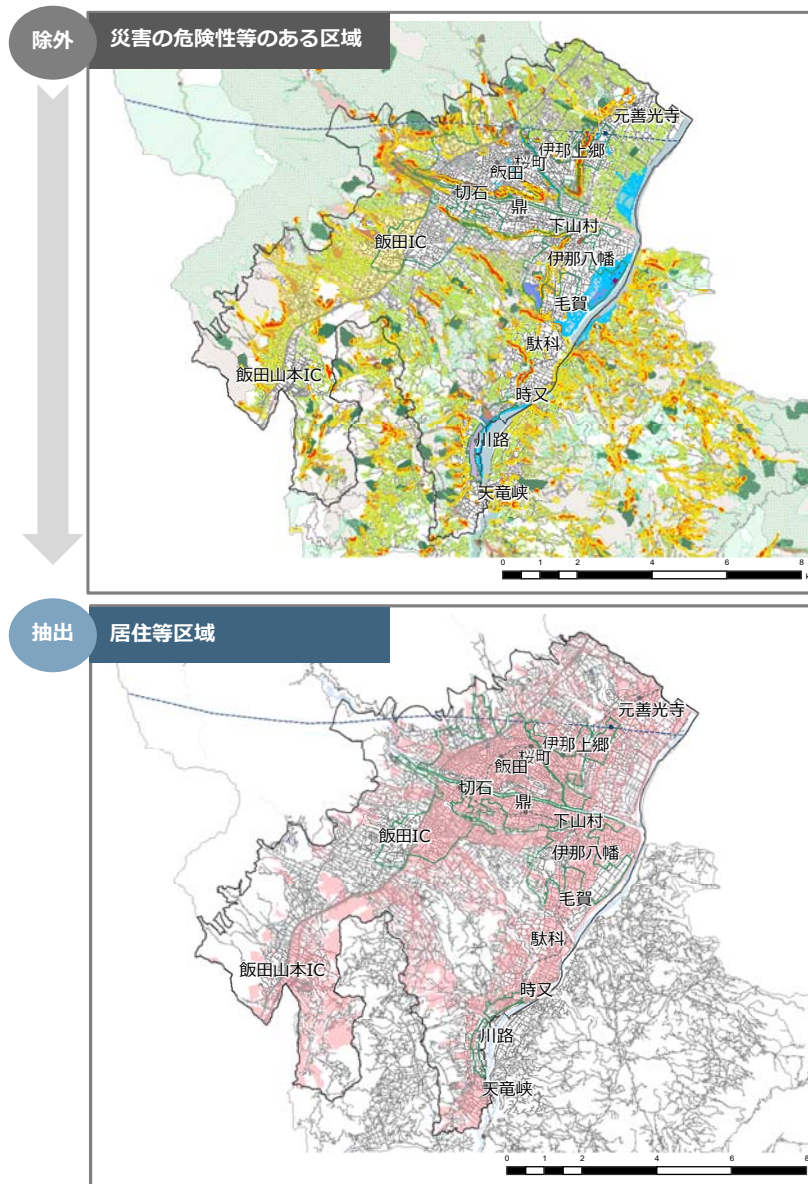 除外
災害の危険性等のある区域
元善光寺
伊那上郷
桜町
飯田
切石
鼎
下山村
飯田IC
伊那八幡
毛賀
駄科
飯田山本IC
時又
川路
天竜峡
0 1 2 4 6 8
抽出
居住等区域
元善光寺
伊那上郷
桜町
飯田
切石
鼎
下山村
飯田IC
伊那八幡
毛賀
駄科
飯田山本IC
時又
川路
天竜峡
0 1 2 4 6 8